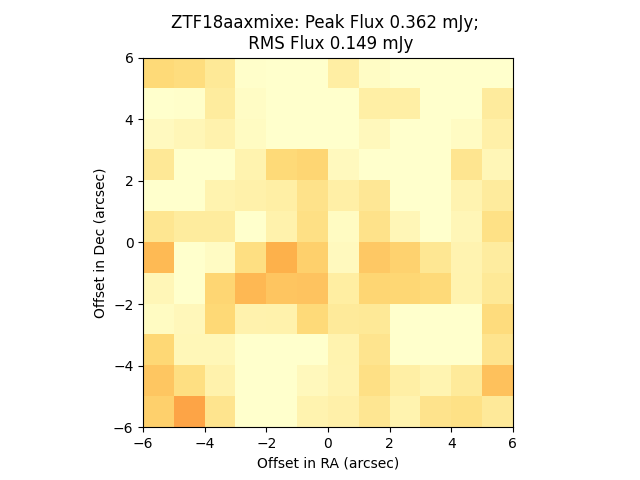 ZTF18aaxmixe: Peak Flux 0.362 mJy;
RMS Flux 0.149 mJy
6
4
2
0
−2
−4
−6
Offset in Dec (arcsec)
−6 −4 −2 0 2 4 6
Offset in RA (arcsec)